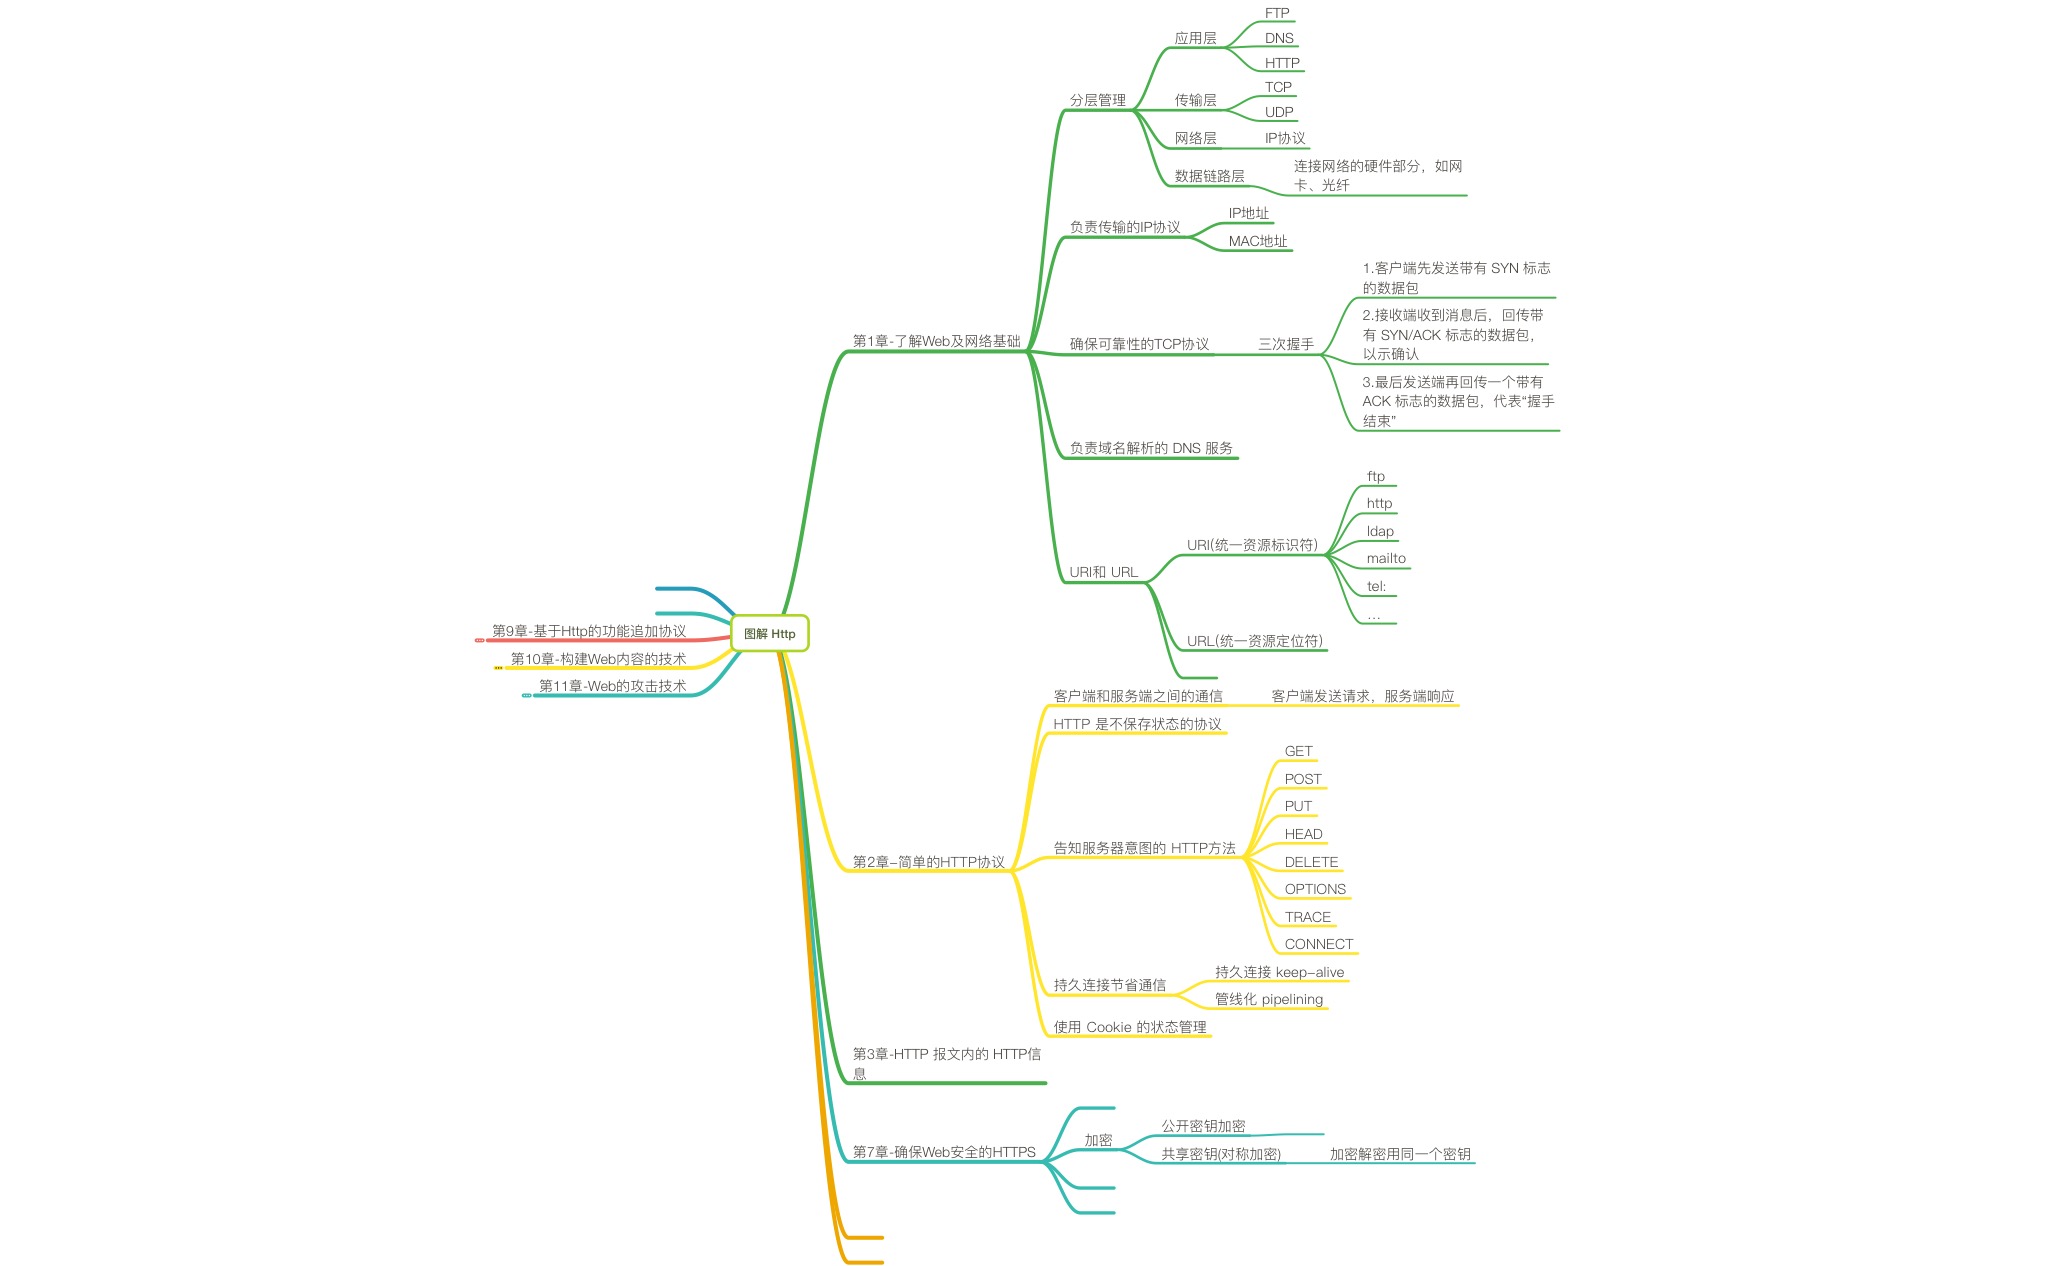 图解 Http
第1章-了解Web及网络基础
分层管理
应用层
FTP
DNS
HTTP
传输层
TCP
UDP
网络层
IP协议
数据链路层
连接网络的硬件部分，如网
卡、光纤
负责传输的IP协议
IP地址
MAC地址
确保可靠性的TCP协议
三次握手
1.客户端先发送带有 SYN 标志
的数据包
2.接收端收到消息后，回传带
有 SYN/ACK 标志的数据包，
以示确认
3.最后发送端再回传一个带有
ACK 标志的数据包，代表“握手
结束”
负责域名解析的 DNS 服务
URI和 URL
URI(统一资源标识符)
ftp
http
ldap
mailto
tel:
...
URL(统一资源定位符)
第2章–简单的HTTP协议
客户端和服务端之间的通信
客户端发送请求，服务端响应
HTTP 是不保存状态的协议
告知服务器意图的 HTTP方法
GET
POST
PUT
HEAD
DELETE
OPTIONS
TRACE
CONNECT
持久连接节省通信
持久连接 keep–alive
管线化 pipelining
使用 Cookie 的状态管理
第3章-HTTP 报文内的 HTTP信
息
第7章-确保Web安全的HTTPS
加密
公开密钥加密
共享密钥(对称加密)
加密解密用同一个密钥
第9章-基于Http的功能追加协议
第10章-构建Web内容的技术
第11章-Web的攻击技术